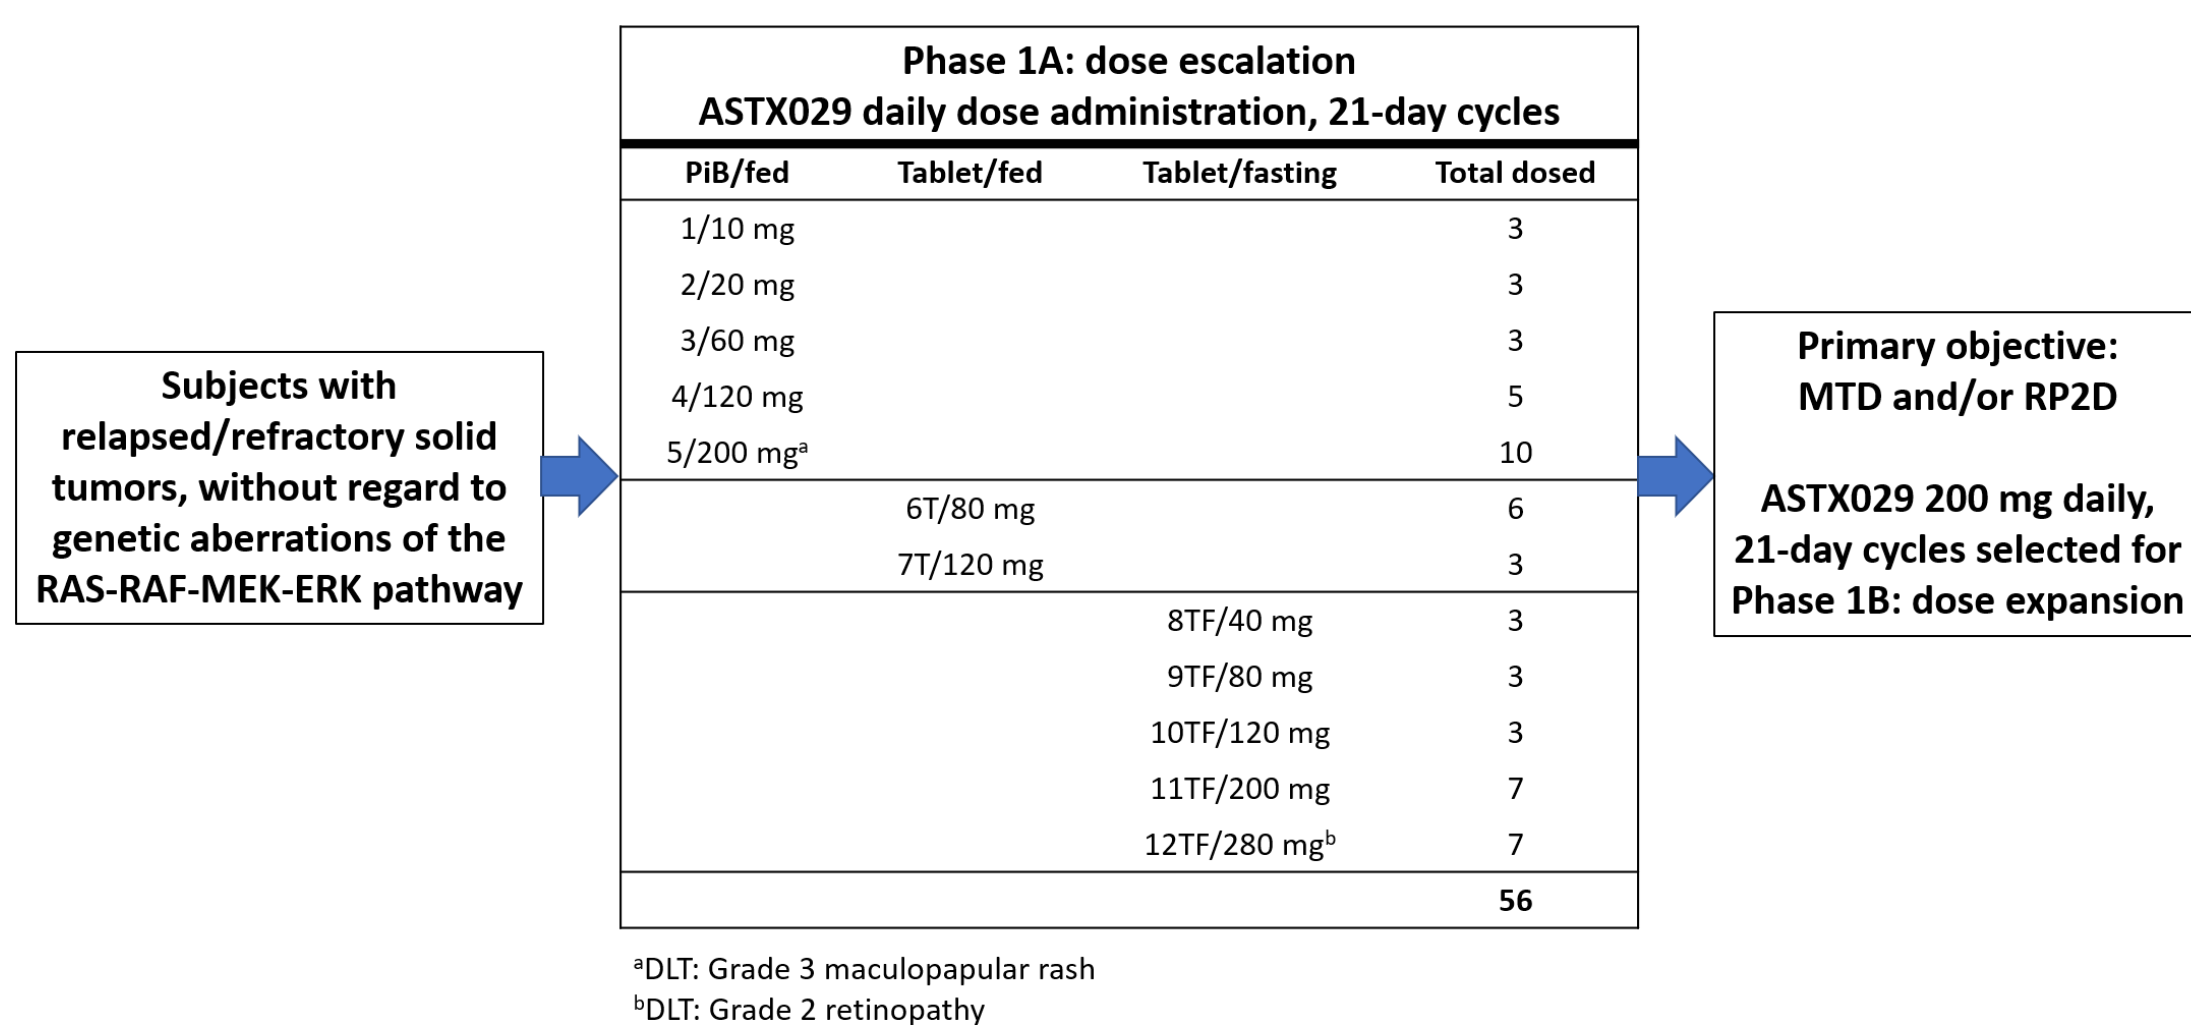 Subjects with
relapsed/refractory solid
tumors, without regard to
genetic aberrations of the
RAS-RAF-MEK-ERK pathway
Phase 1A: dose escalation
ASTX029 daily dose administration, 21-day cycles
PiB/fed Tablet/fed Tablet/fasting Total dosed
1/10 mg 3
2/20 mg 3
3/60 mg 3
4/120 mg 5
5/200 mgᵃ 10
6T/80 mg 6
7T/120 mg 3
8TF/40 mg 3
9TF/80 mg 3
10TF/120 mg 3
11TF/200 mg 7
12TF/280 mgᵇ 7
56
ᵃDLT: Grade 3 maculopapular rash
ᵇDLT: Grade 2 retinopathy
Primary objective:
MTD and/or RP2D
ASTX029 200 mg daily,
21-day cycles selected for
Phase 1B: dose expansion